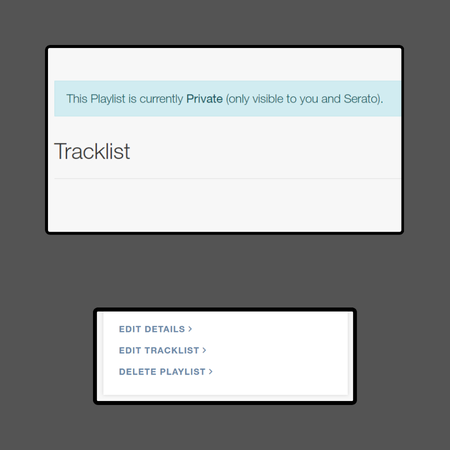 This Playlist is currently Private (only visible to you and Serato).
Tracklist
EDIT DETAILS >
EDIT TRACKLIST >
DELETE PLAYLIST >